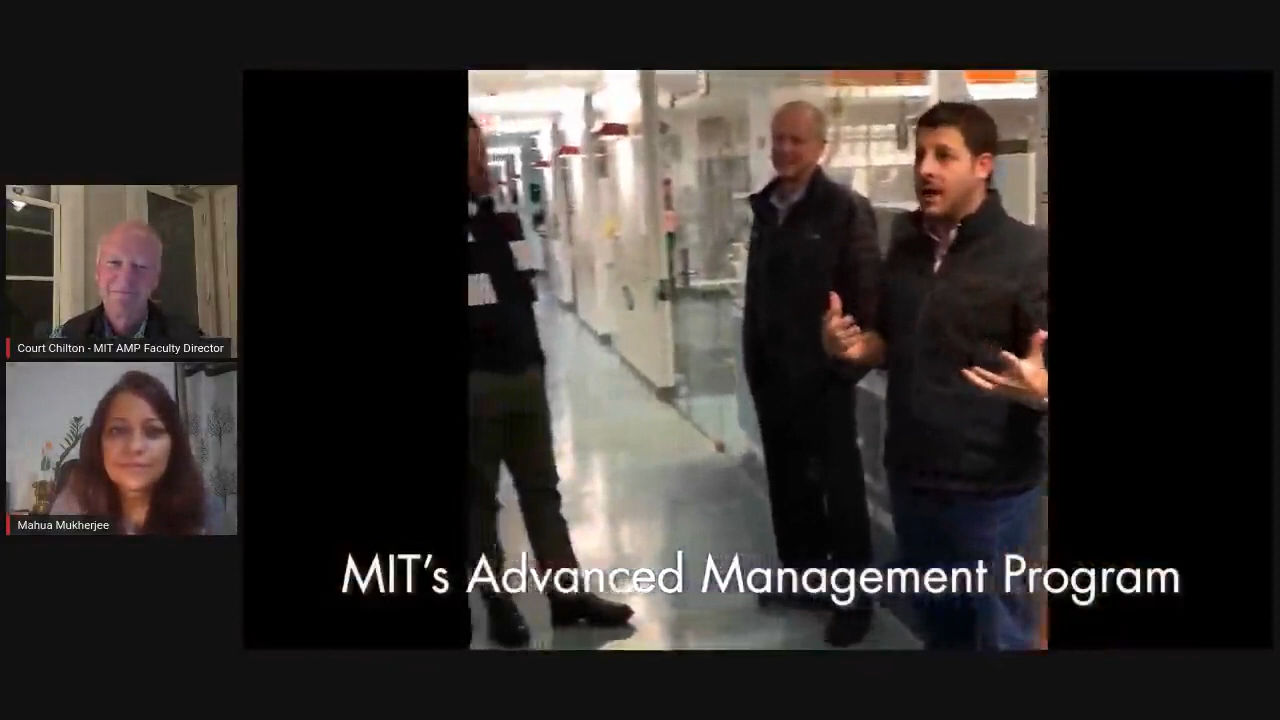 Court Chilton - MIT AMP Faculty Director
Mahua Mukherjee
MIT's Advanced Management Program